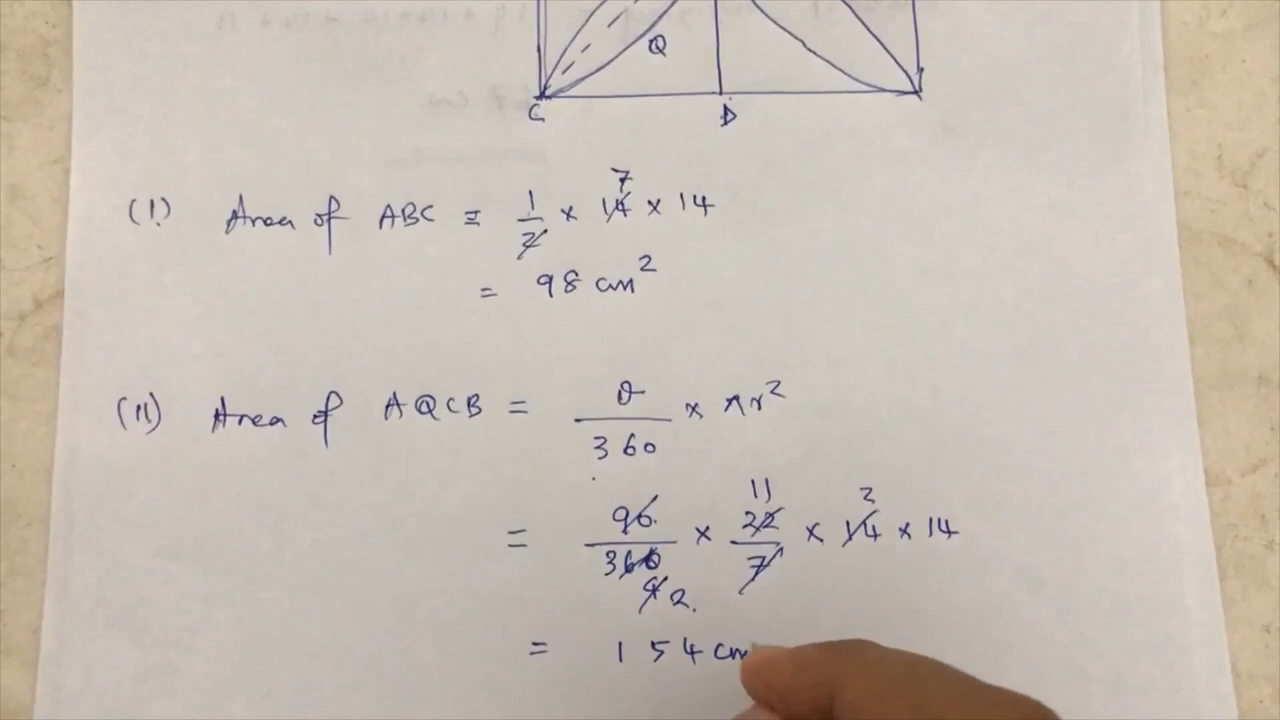 Q
C D
(I) Area of ABC = 1/2 × 14 × 14
7
= 98 cm²
(II) Area of AQCB = θ/360 × πr²
= 90/360 × 22/7 × 14 × 14
11 2
4 2
= 154 cm